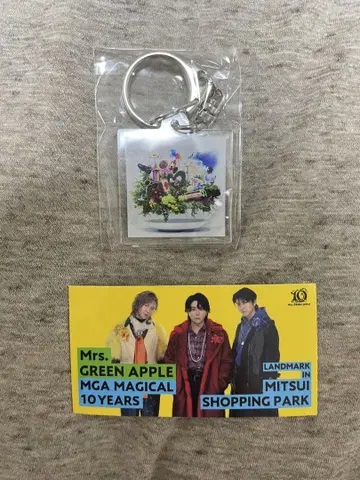 Mrs.
GREEN APPLE
MGA MAGICAL
10 YEARS
LANDMARK
IN
MITSUI
SHOPPING PARK
10